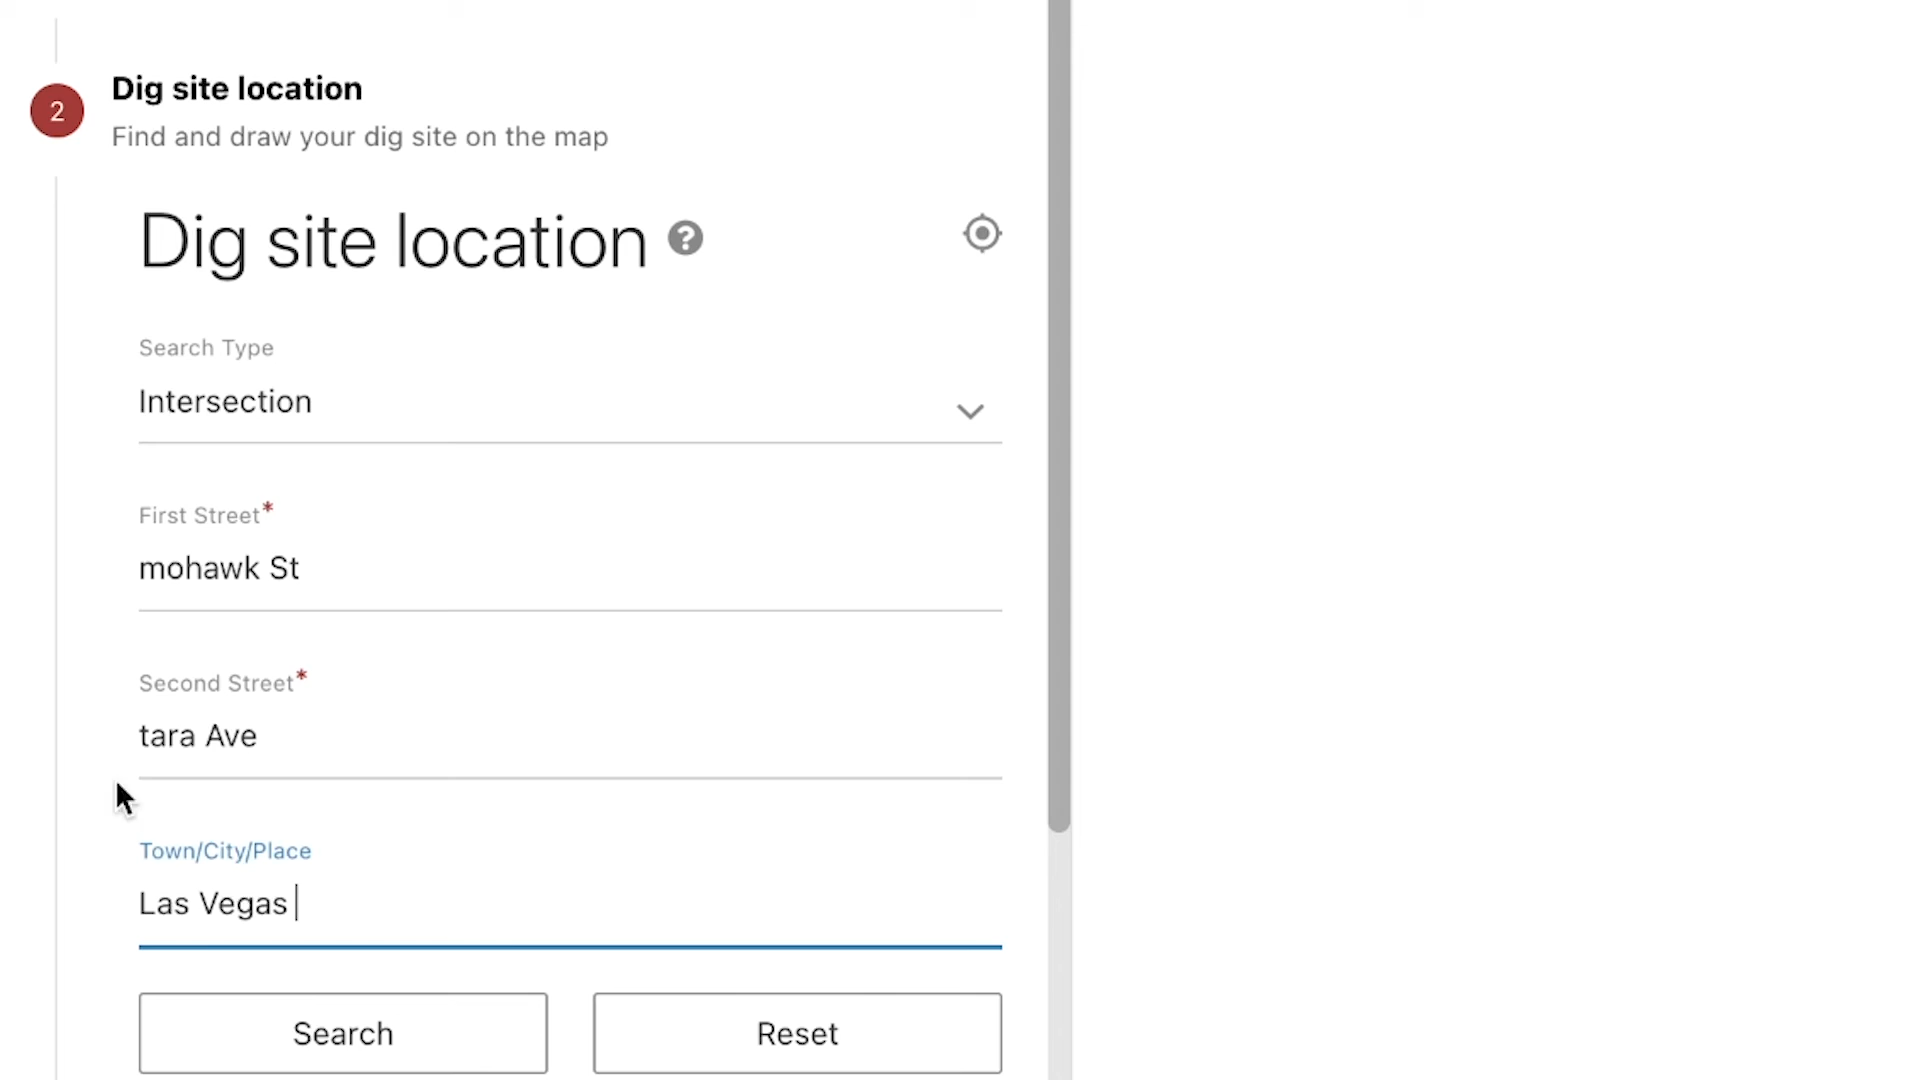 2
Dig site location
Find and draw your dig site on the map
Dig site location ?
Search Type
Intersection
First Street*
mohawk St
Second Street*
tara Ave
Town/City/Place
Las Vegas
Search
Reset